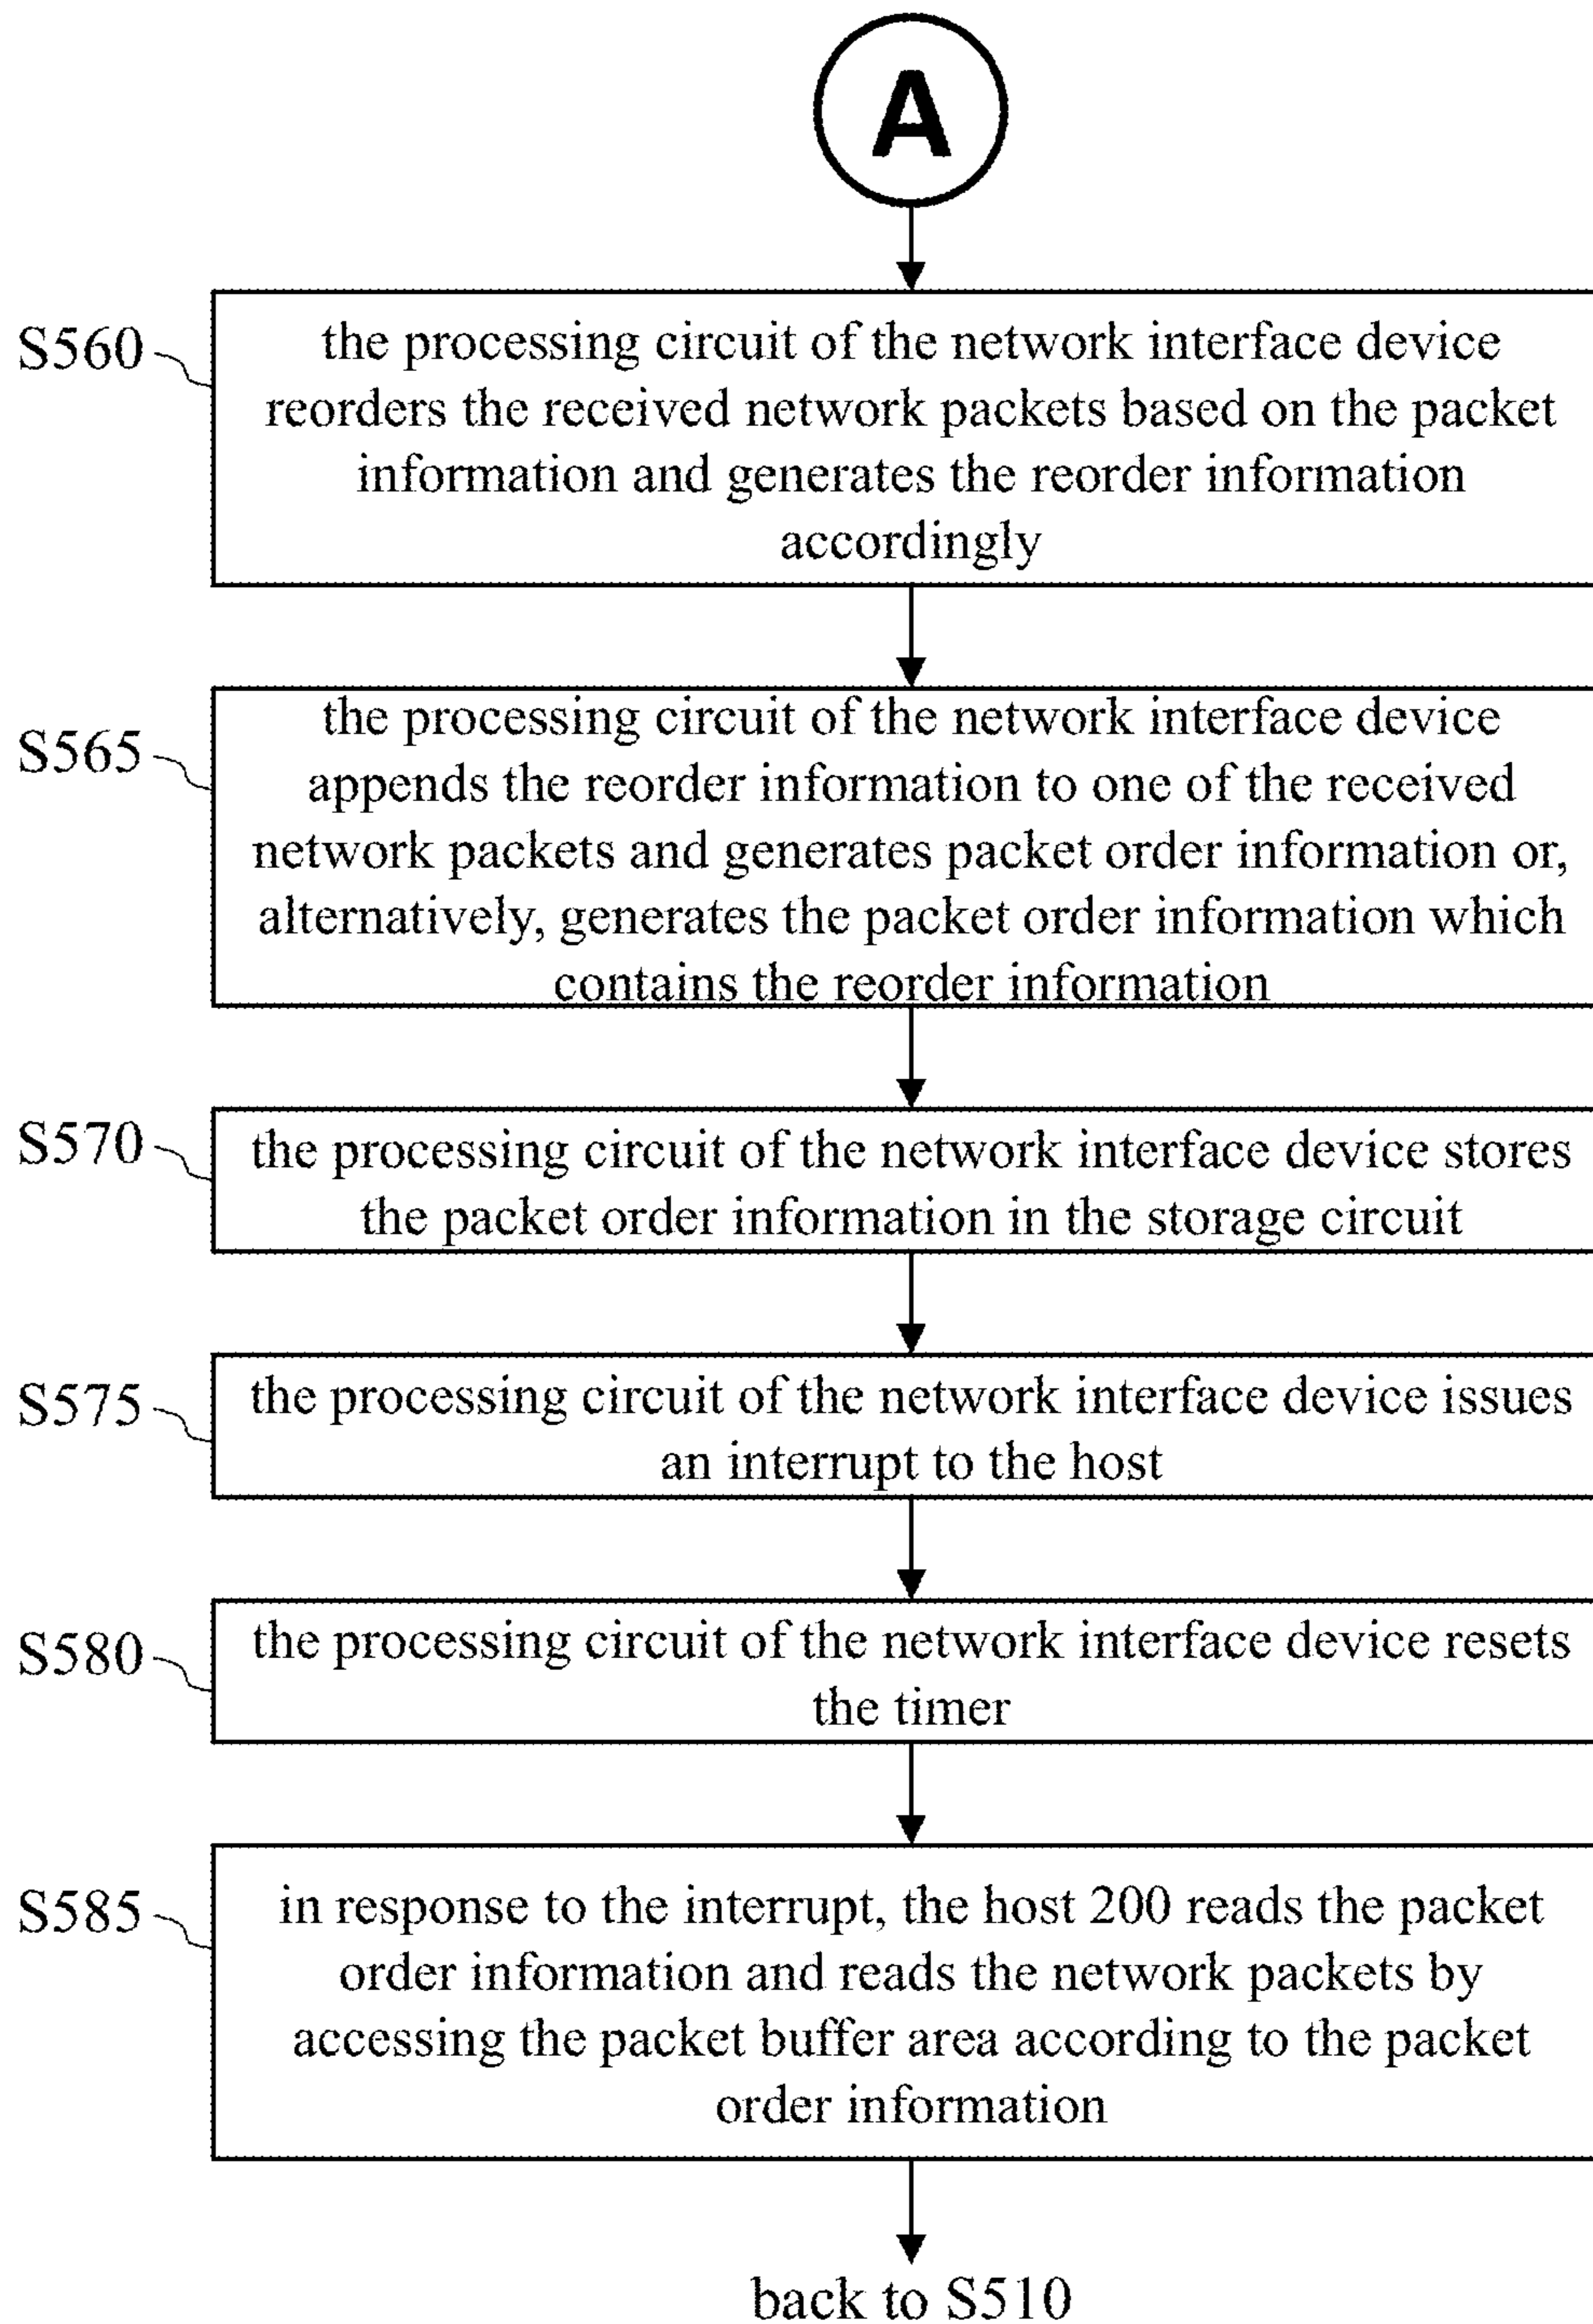 A
S560
the processing circuit of the network interface device
reorders the received network packets based on the packet
information and generates the reorder information
accordingly
S565
the processing circuit of the network interface device
appends the reorder information to one of the received
network packets and generates packet order information or,
alternatively, generates the packet order information which
contains the reorder information
S570
the processing circuit of the network interface device stores
the packet order information in the storage circuit
S575
the processing circuit of the network interface device issues
an interrupt to the host
S580
the processing circuit of the network interface device resets
the timer
S585
in response to the interrupt, the host 200 reads the packet
order information and reads the network packets by
accessing the packet buffer area according to the packet
order information
back to S510